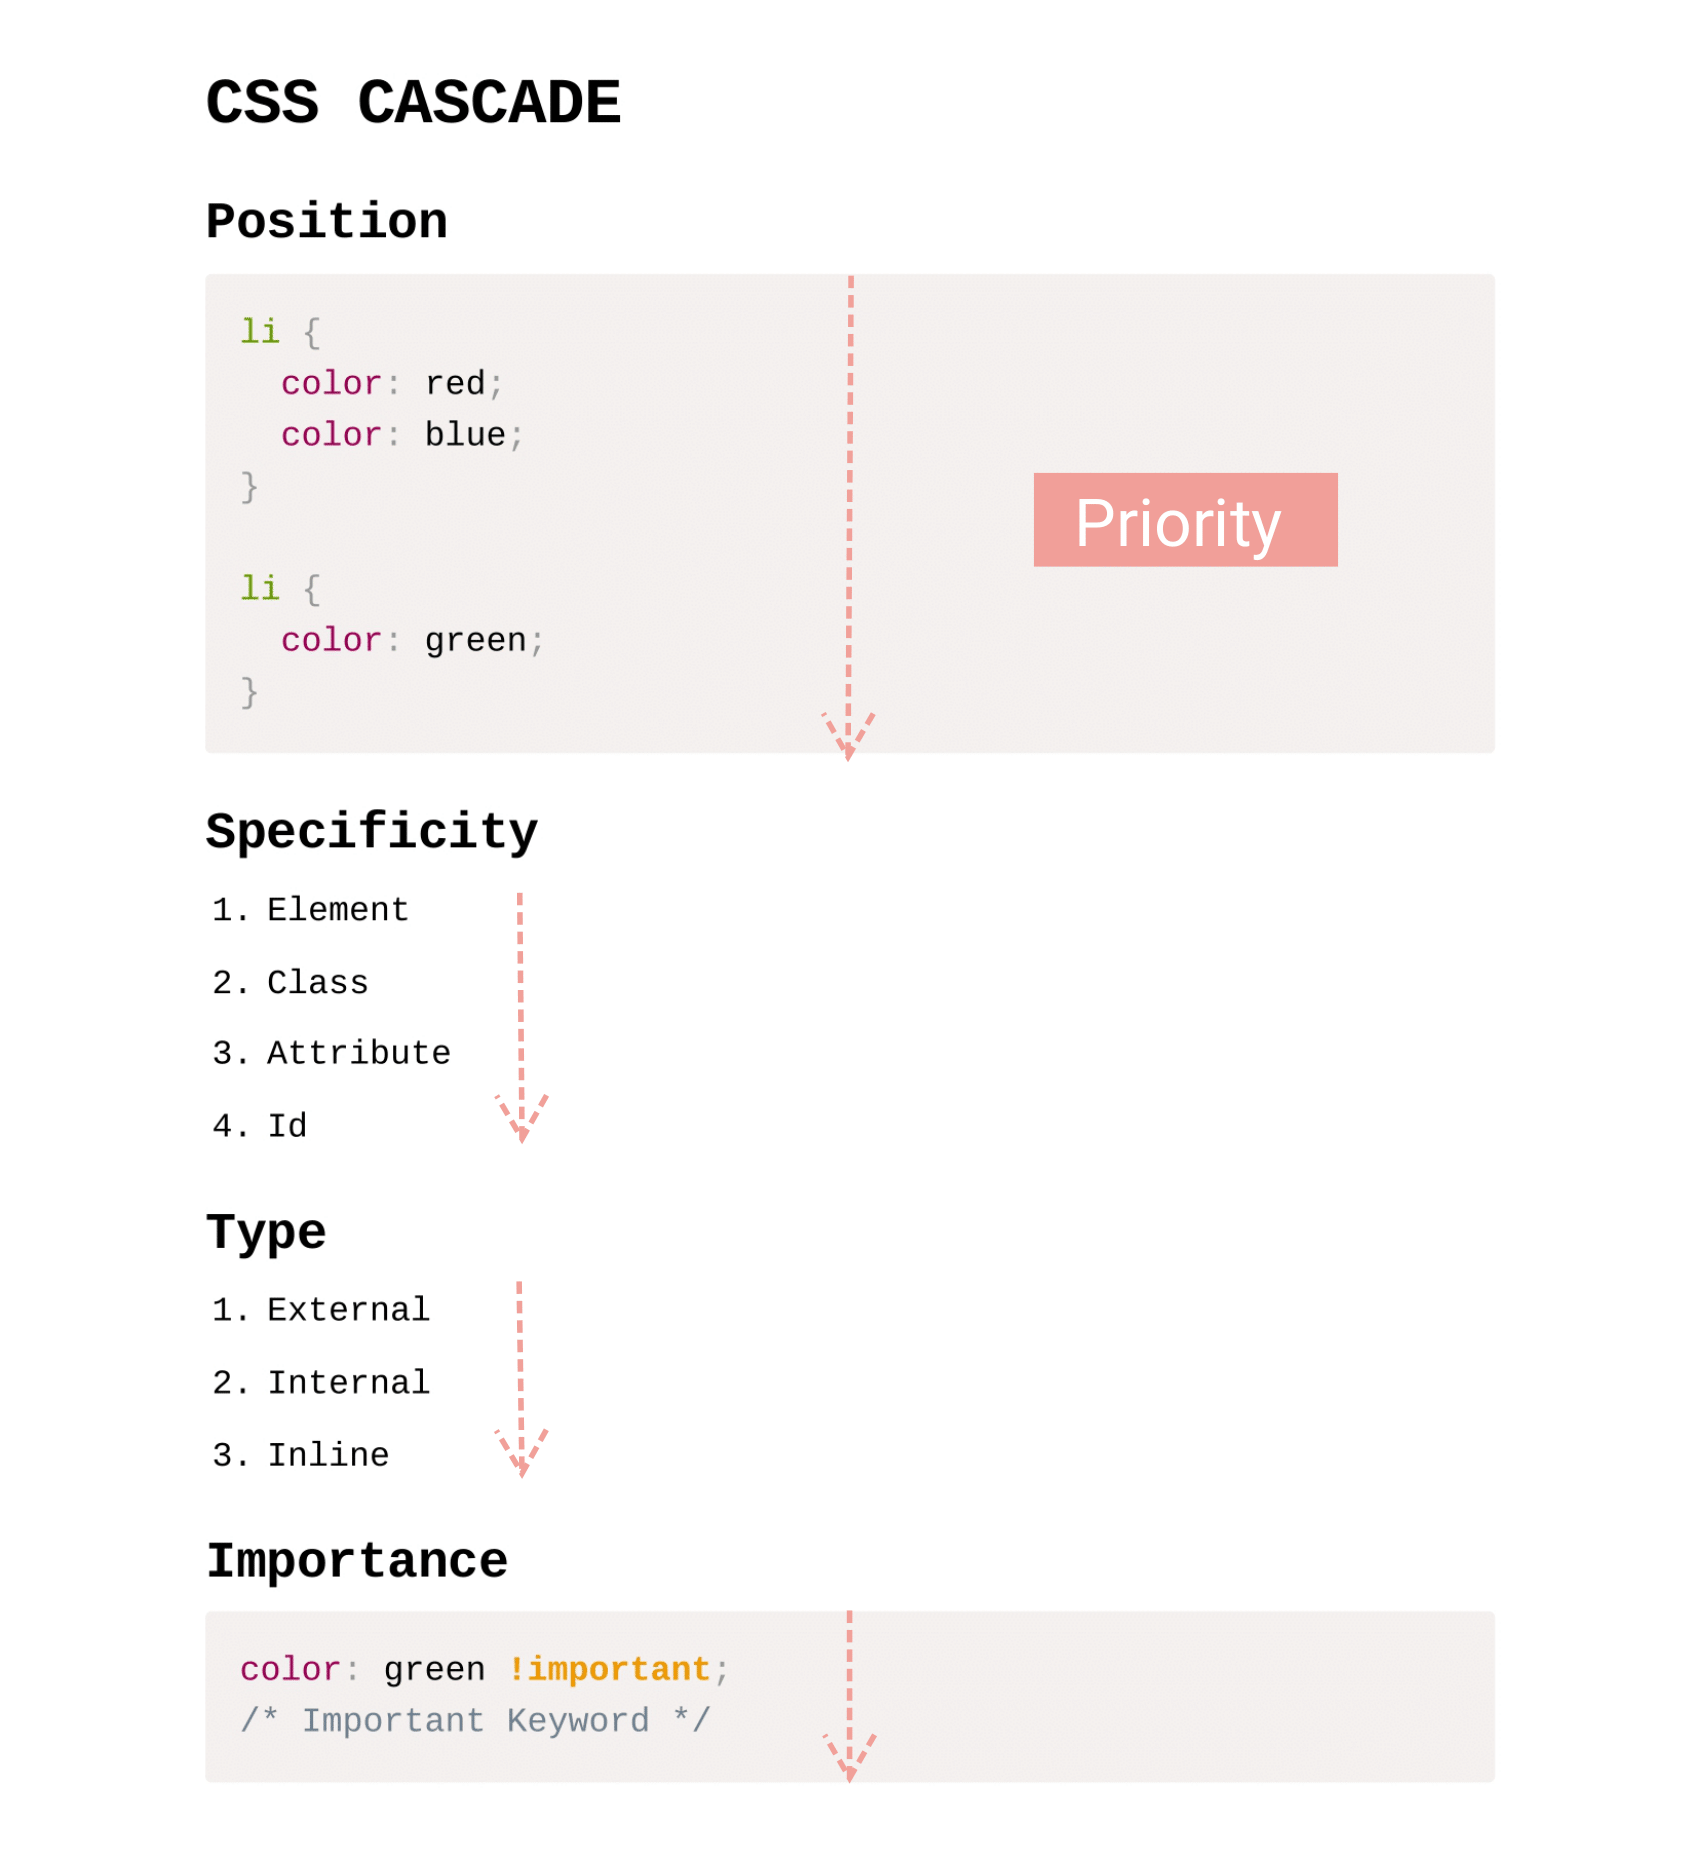 CSS CASCADE
Position
li {
  color: red;
  color: blue;
}
Priority
li {
  color: green;
}
Specificity
1. Element
2. Class
3. Attribute
4. Id
Type
1. External
2. Internal
3. Inline
Importance
color: green !important;
/* Important Keyword */